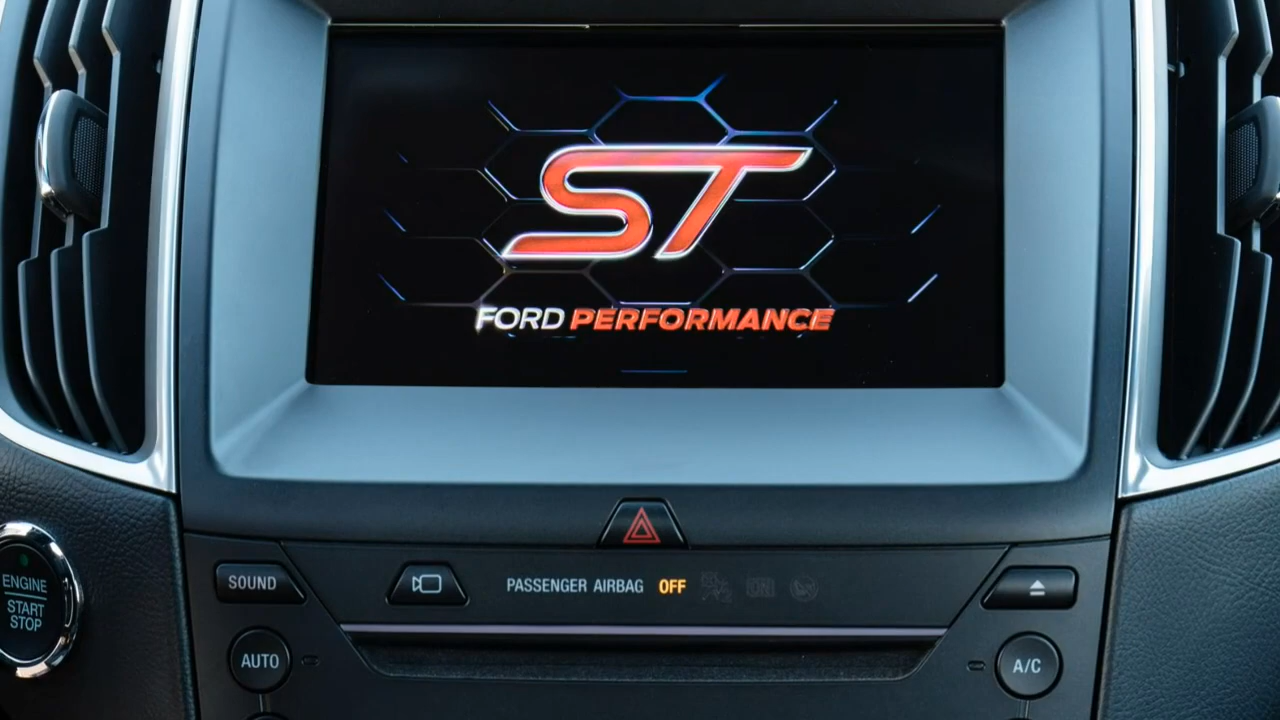 ST
FORD PERFORMANCE
ENGINE
START
STOP
SOUND
PASSENGER AIRBAG OFF
AUTO
A/C